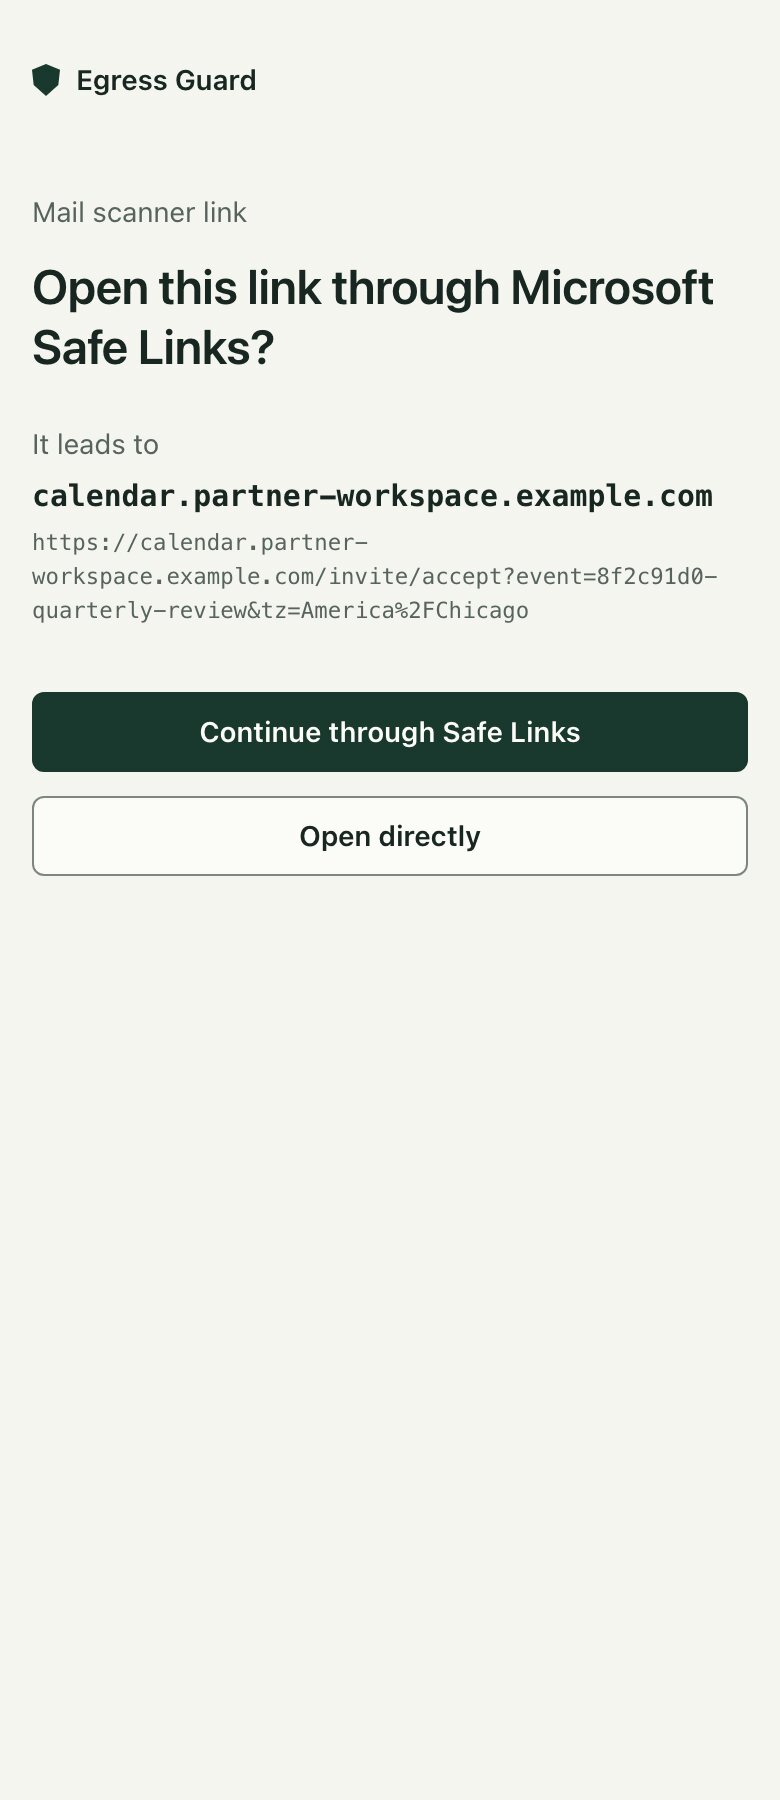 Egress Guard
Mail scanner link
Open this link through Microsoft
Safe Links?
It leads to
calendar.partner-workspace.example.com
https://calendar.partner-
workspace.example.com/invite/accept?event=8f2c91d0-
quarterly-review&tz=America%2FChicago
Continue through Safe Links
Open directly